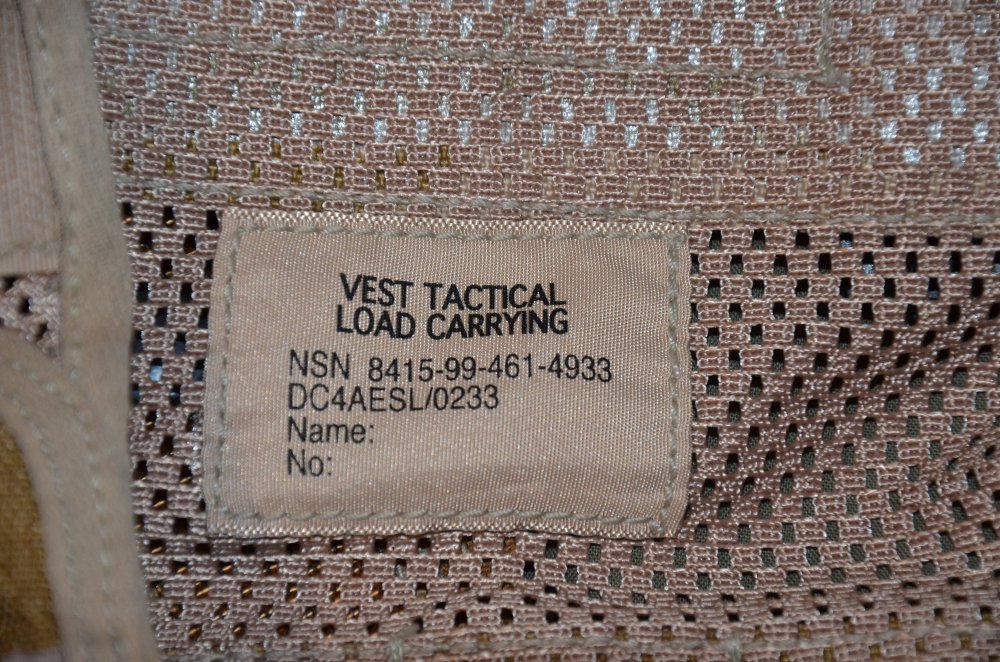 VEST TACTICAL
LOAD CARRYING
NSN 8415-99-461-4933
DC4AESL/0233
Name:
No: